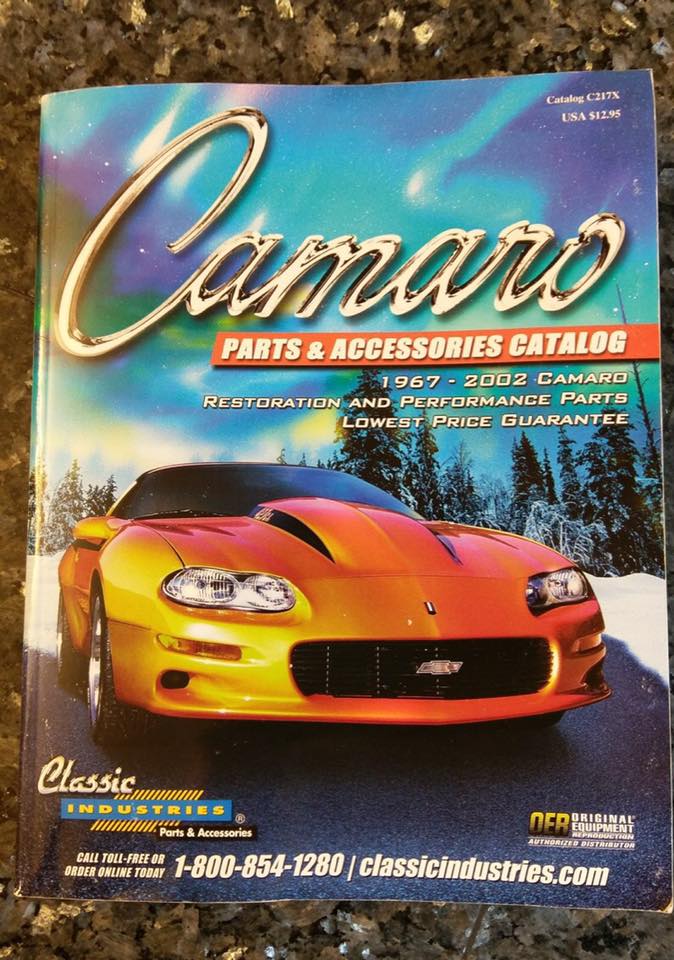 Catalog C217X
USA $12.95
Camaro
PARTS & ACCESSORIES CATALOG
1967 - 2002 CAMARO
RESTORATION AND PERFORMANCE PARTS
LOWEST PRICE GUARANTEE
Classic
INDUSTRIES®
Parts & Accessories
OER ORIGINAL®
EQUIPMENT
REPRODUCTION
AUTHORIZED DISTRIBUTOR
CALL TOLL-FREE OR
ORDER ONLINE TODAY
1-800-854-1280 | classicindustries.com